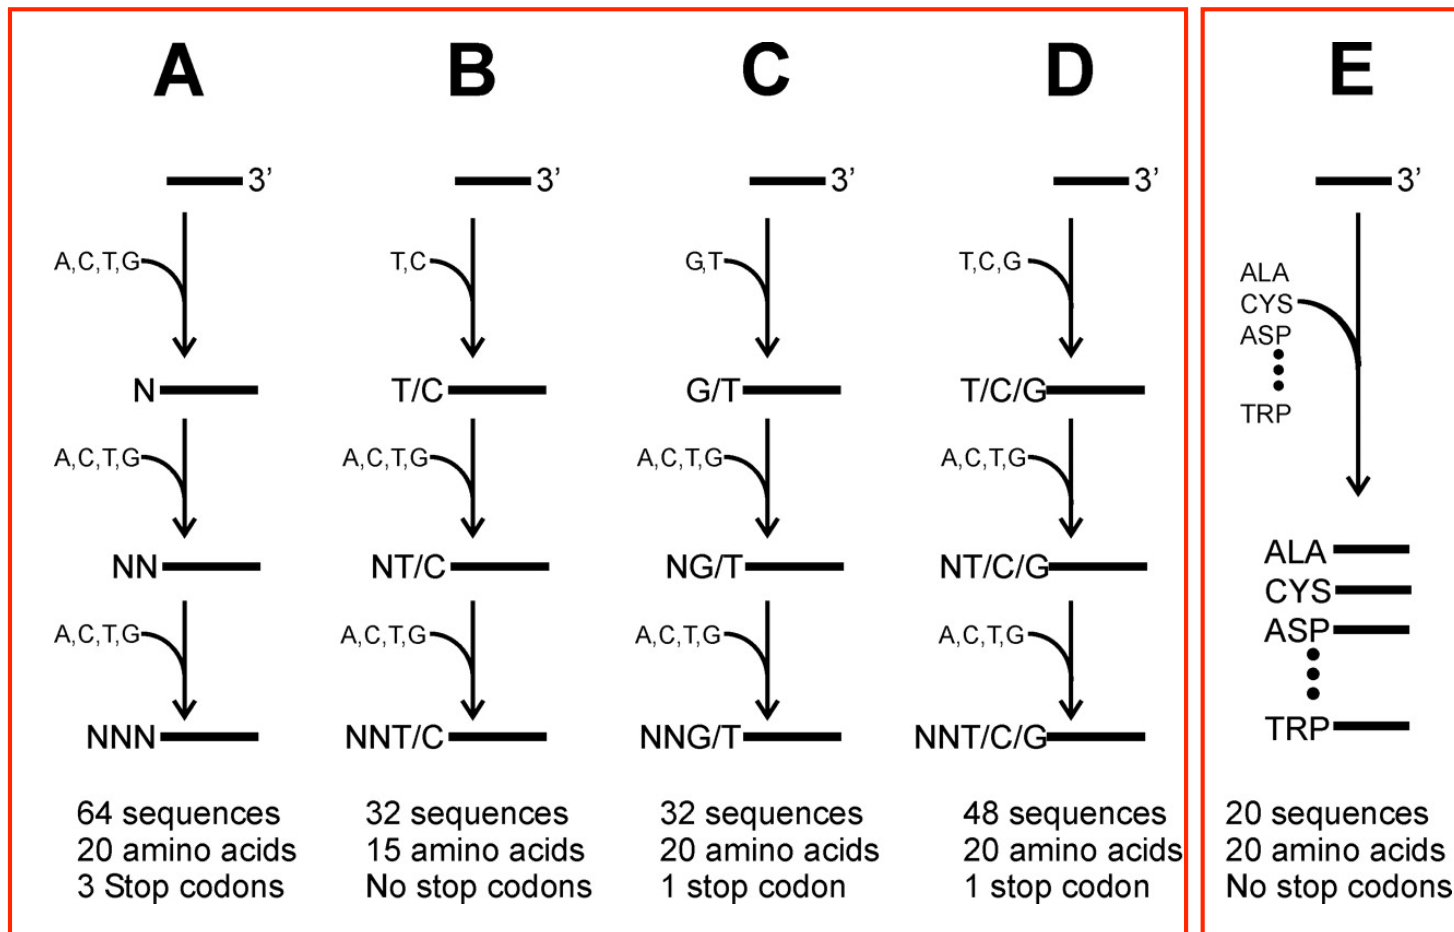 A
3’
A,C,T,G
N
A,C,T,G
NN
A,C,T,G
NNN
64 sequences
20 amino acids
3 Stop codons
B
3’
T,C
T/C
A,C,T,G
NT/C
A,C,T,G
NNT/C
32 sequences
15 amino acids
No stop codons
C
3’
G,T
G/T
A,C,T,G
NG/T
A,C,T,G
NNG/T
32 sequences
20 amino acids
1 stop codon
D
3’
T,C,G
T/C/G
A,C,T,G
NT/C/G
A,C,T,G
NNT/C/G
48 sequences
20 amino acids
1 stop codon
E
3’
ALA
CYS
ASP
TRP
ALA
CYS
ASP
TRP
20 sequences
20 amino acids
No stop codons